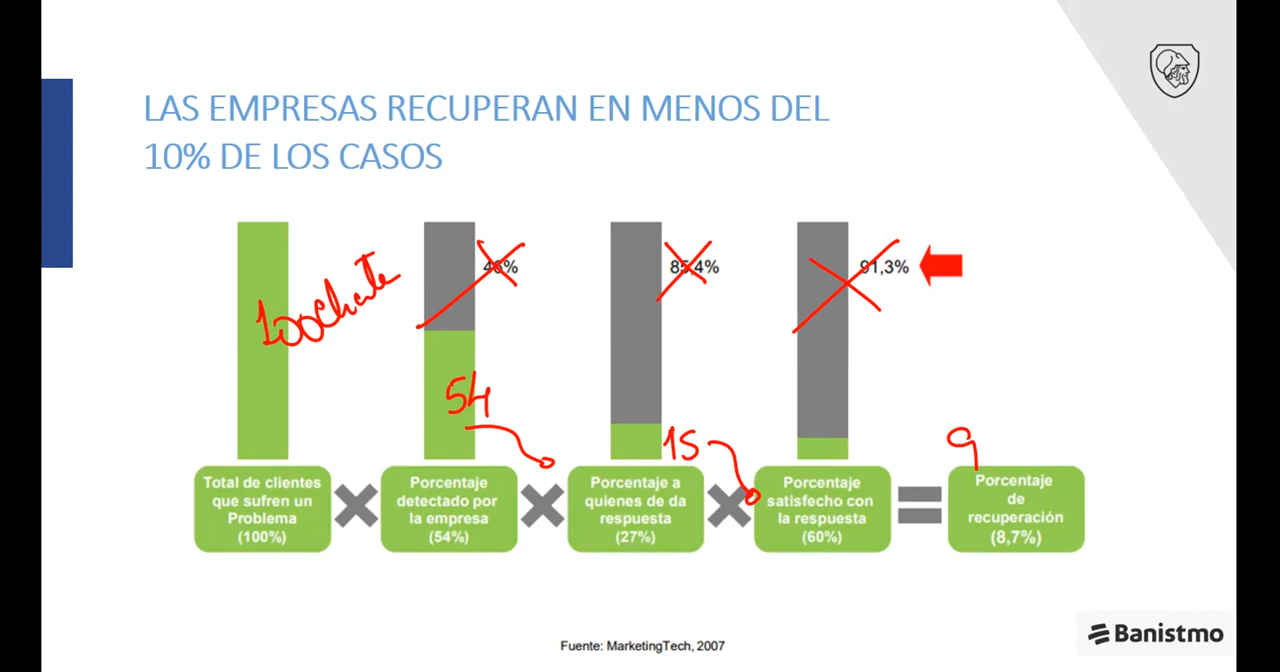 LAS EMPRESAS RECUPERAN EN MENOS DEL
10% DE LOS CASOS
46%
85,4%
91,3%
54
15
9
Total de clientes
que sufren un
Problema
(100%)
Porcentaje
detectado por
la empresa
(54%)
Porcentaje a
quienes de da
respuesta
(27%)
Porcentaje
satisfecho con
la respuesta
(60%)
Porcentaje
de
recuperación
(8,7%)
Fuente: MarketingTech, 2007
Banistmo